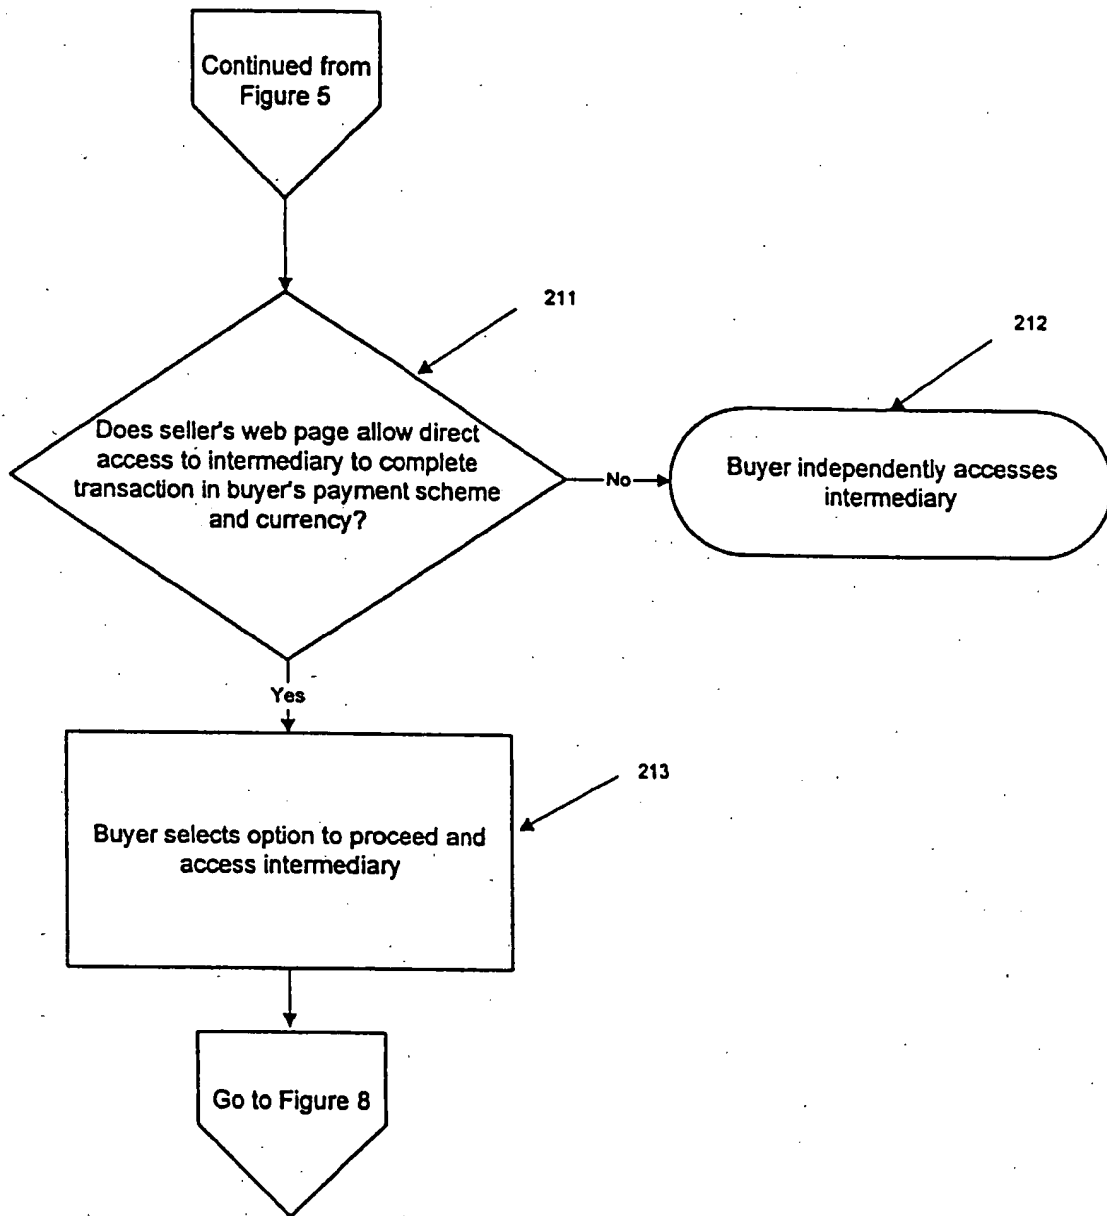 Continued from
Figure 5
211
Does seller's web page allow direct
access to intermediary to complete
transaction in buyer's payment scheme
and currency?
No
212
Buyer independently accesses
intermediary
Yes
213
Buyer selects option to proceed and
access intermediary
Go to Figure 8